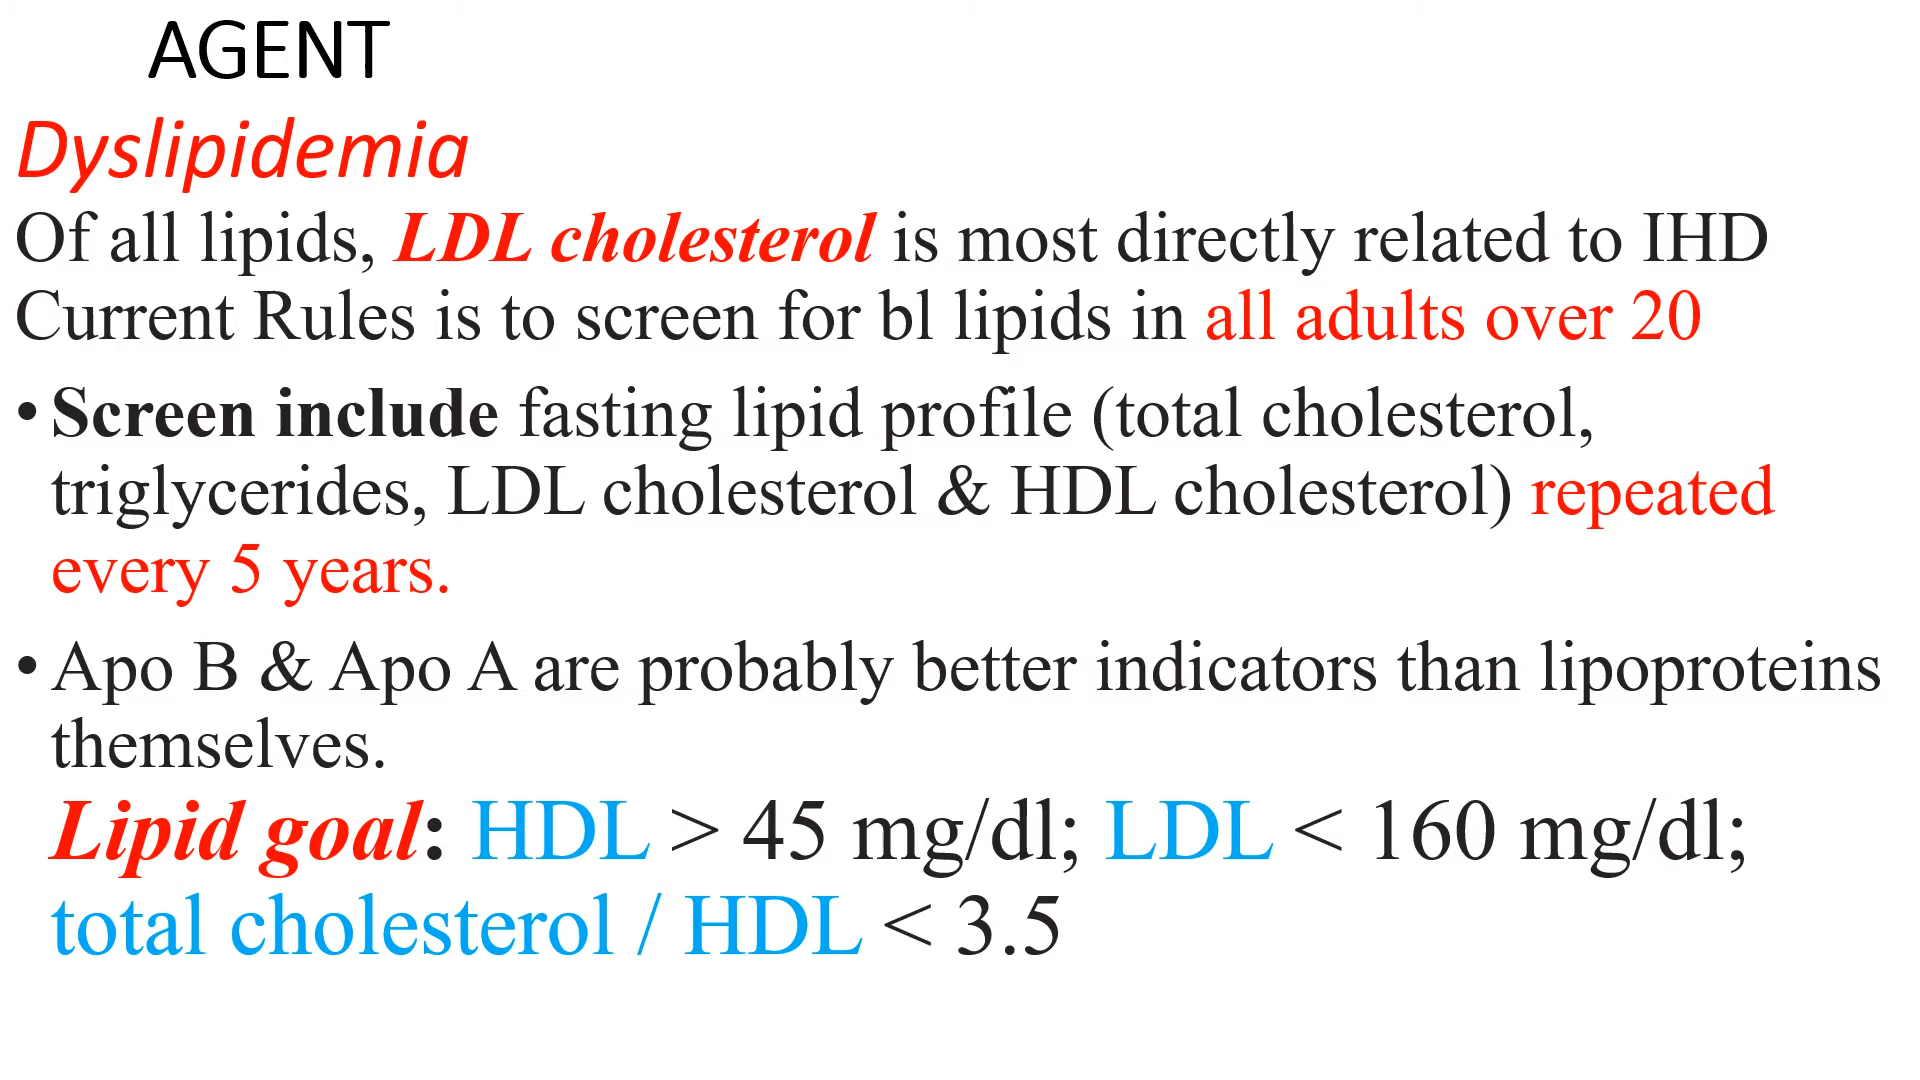 AGENT
Dyslipidemia
Of all lipids, LDL cholesterol is most directly related to IHD
Current Rules is to screen for bl lipids in all adults over 20
• Screen include fasting lipid profile (total cholesterol,
triglycerides, LDL cholesterol & HDL cholesterol) repeated
every 5 years.
• Apo B & Apo A are probably better indicators than lipoproteins
themselves.
Lipid goal: HDL > 45 mg/dl; LDL < 160 mg/dl;
total cholesterol / HDL < 3.5